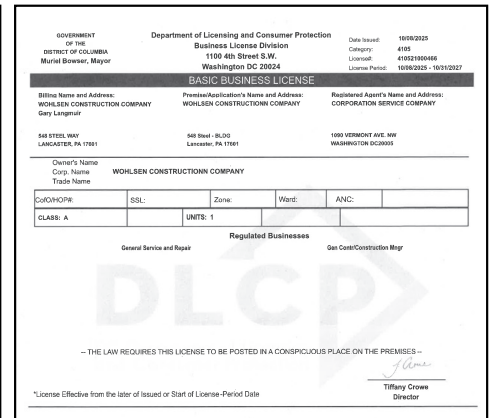 GOVERNMENT
OF THE
DISTRICT OF COLUMBIA
Muriel Bowser, Mayor
Department of Licensing and Consumer Protection
Business License Division
1100 4th Street S.W.
Washington DC 20024
Date Issued: 10/08/2025
Category: 4105
License#: 410521000466
License Period: 10/08/2025 - 10/31/2027
BASIC BUSINESS LICENSE
Billing Name and Address:
WOHLSEN CONSTRUCTION COMPANY
Gary Langmuir
548 STEEL WAY
LANCASTER, PA 17601
Premise/Application's Name and Address:
WOHLSEN CONSTRUCTIONN COMPANY
548 Steel - BLDG
Lancaster, PA 17601
Registered Agent's Name and Address:
CORPORATION SERVICE COMPANY
1090 VERMONT AVE. NW
WASHINGTON DC20005
Owner's Name
Corp. Name WOHLSEN CONSTRUCTIONN COMPANY
Trade Name
CofO/HOP#: SSL: Zone: Ward: ANC:
CLASS: A UNITS: 1
Regulated Businesses
General Service and Repair Gen Contr/Construction Mngr
DLCP
-- THE LAW REQUIRES THIS LICENSE TO BE POSTED IN A CONSPICUOUS PLACE ON THE PREMISES --
Tiffany Crowe
Director
*License Effective from the later of Issued or Start of License-Period Date